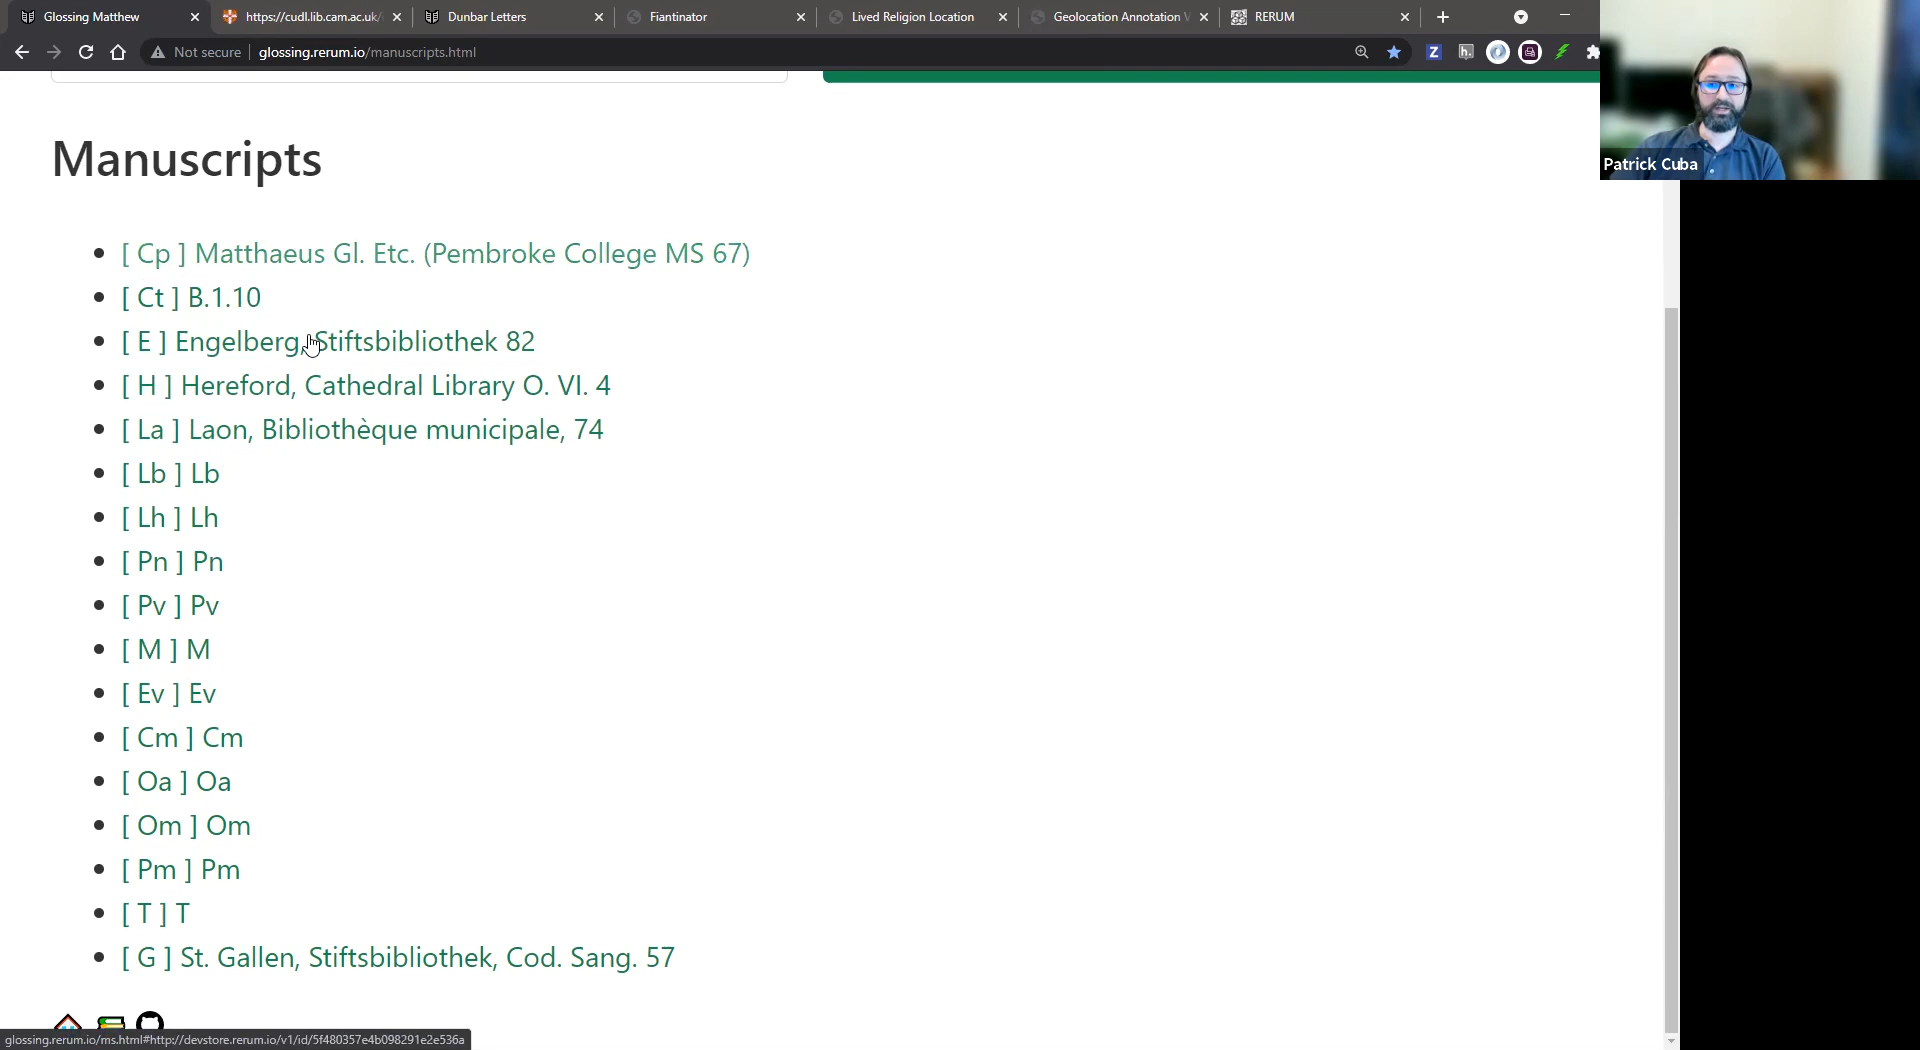 Glossing Matthew
https://cudl.lib.cam.ac.uk/
Dunbar Letters
Fiantinator
Lived Religion Location
Geolocation Annotation
RERUM
Not secure
glossing.rerum.io/manuscripts.html
Patrick Cuba
Manuscripts
[ Cp ] Matthaeus Gl. Etc. (Pembroke College MS 67)
[ Ct ] B.1.10
[ E ] Engelberg, Stiftsbibliothek 82
[ H ] Hereford, Cathedral Library O. VI. 4
[ La ] Laon, Bibliothèque municipale, 74
[ Lb ] Lb
[ Lh ] Lh
[ Pn ] Pn
[ Pv ] Pv
[ M ] M
[ Ev ] Ev
[ Cm ] Cm
[ Oa ] Oa
[ Om ] Om
[ Pm ] Pm
[ T ] T
[ G ] St. Gallen, Stiftsbibliothek, Cod. Sang. 57
glossing.rerum.io/ms.html#http://devstore.rerum.io/v1/id/5f480357e4b098291e2e536a